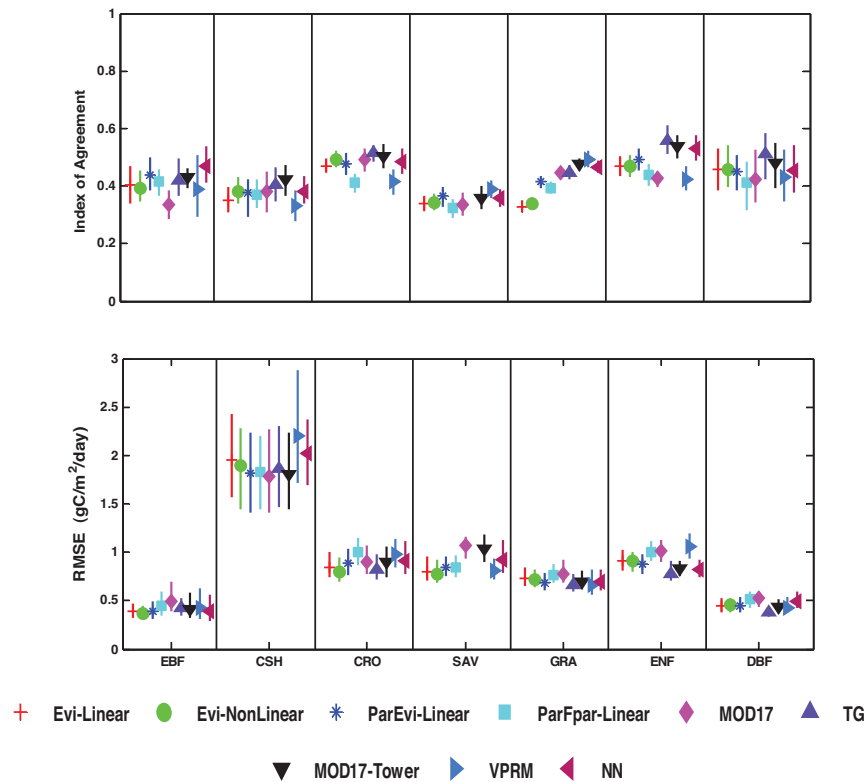 1
0.8
0.6
0.4
0.2
0
Index of Agreement
3
2.5
2
1.5
1
0.5
0
RMSE (gC/m²/day)
EBF CSH CRO SAV GRA ENF DBF
Evi-Linear Evi-NonLinear ParEvi-Linear ParFpar-Linear MOD17 TG
MOD17-Tower VPRM NN